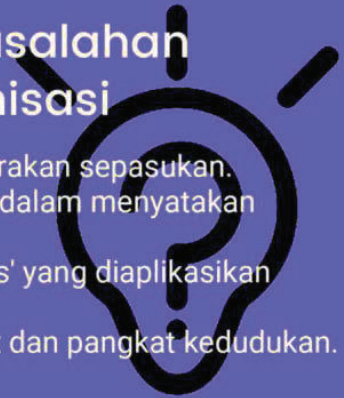 salahan
isasi
rakan sepasukan.
dalam menyatakan
s' yang diaplikasikan
dan pangkat kedudukan.